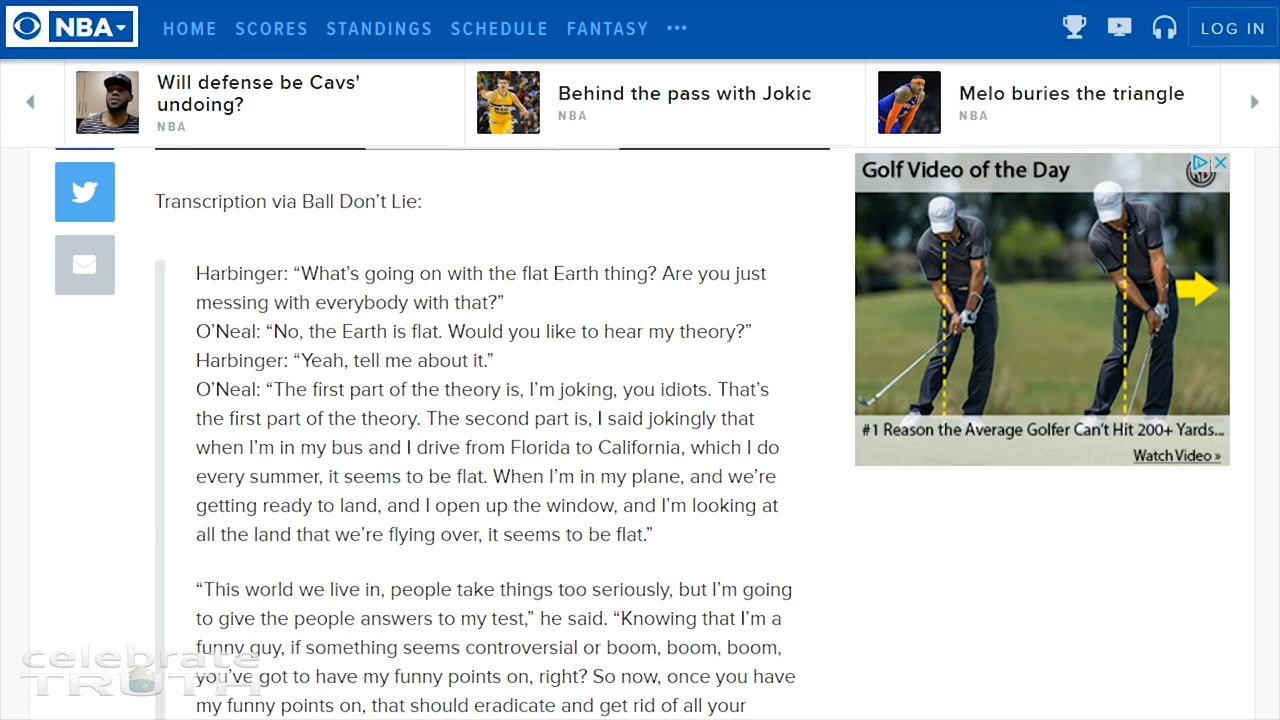 NBA
HOME SCORES STANDINGS SCHEDULE FANTASY ...
LOG IN
Will defense be Cavs'
undoing?
NBA
Behind the pass with Jokic
NBA
Melo buries the triangle
NBA
Transcription via Ball Don’t Lie:
Harbinger: “What’s going on with the flat Earth thing? Are you just
messing with everybody with that?”
O’Neal: “No, the Earth is flat. Would you like to hear my theory?”
Harbinger: “Yeah, tell me about it.”
O’Neal: “The first part of the theory is, I’m joking, you idiots. That’s
the first part of the theory. The second part is, I said jokingly that
when I’m in my bus and I drive from Florida to California, which I do
every summer, it seems to be flat. When I’m in my plane, and we’re
getting ready to land, and I open up the window, and I’m looking at
all the land that we’re flying over, it seems to be flat.”
“This world we live in, people take things too seriously, but I’m going
to give the people answers to my test,” he said. “Knowing that I’m a
funny guy, if something seems controversial or boom, boom, boom,
you’ve got to have my funny points on, right? So now, once you have
my funny points on, that should eradicate and get rid of all your
Golf Video of the Day
#1 Reason the Average Golfer Can't Hit 200+ Yards...
Watch Video »
celebrate
TRUTH